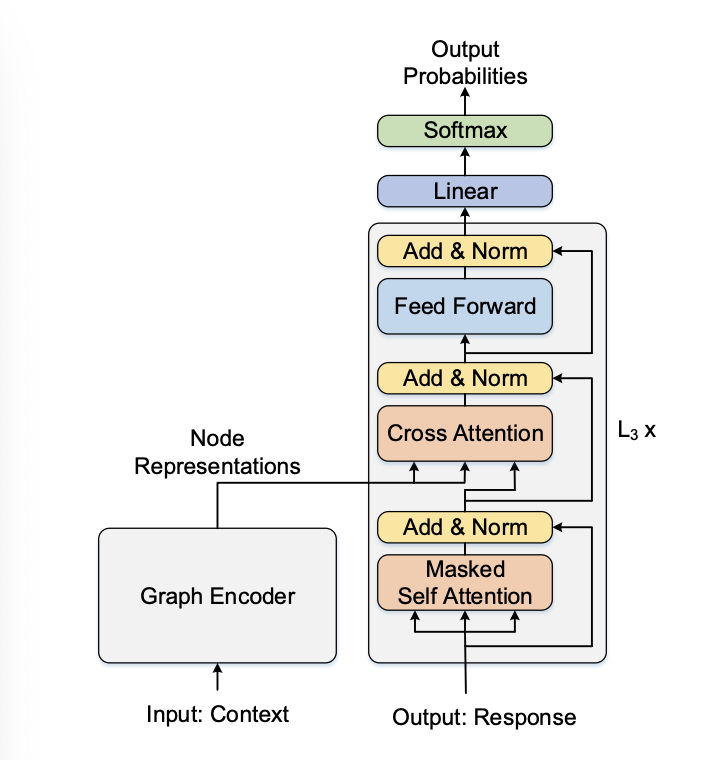 Output
Probabilities
Softmax
Linear
Add & Norm
Feed Forward
Add & Norm
Cross Attention
L₃ x
Node
Representations
Add & Norm
Masked
Self Attention
Graph Encoder
Input: Context
Output: Response